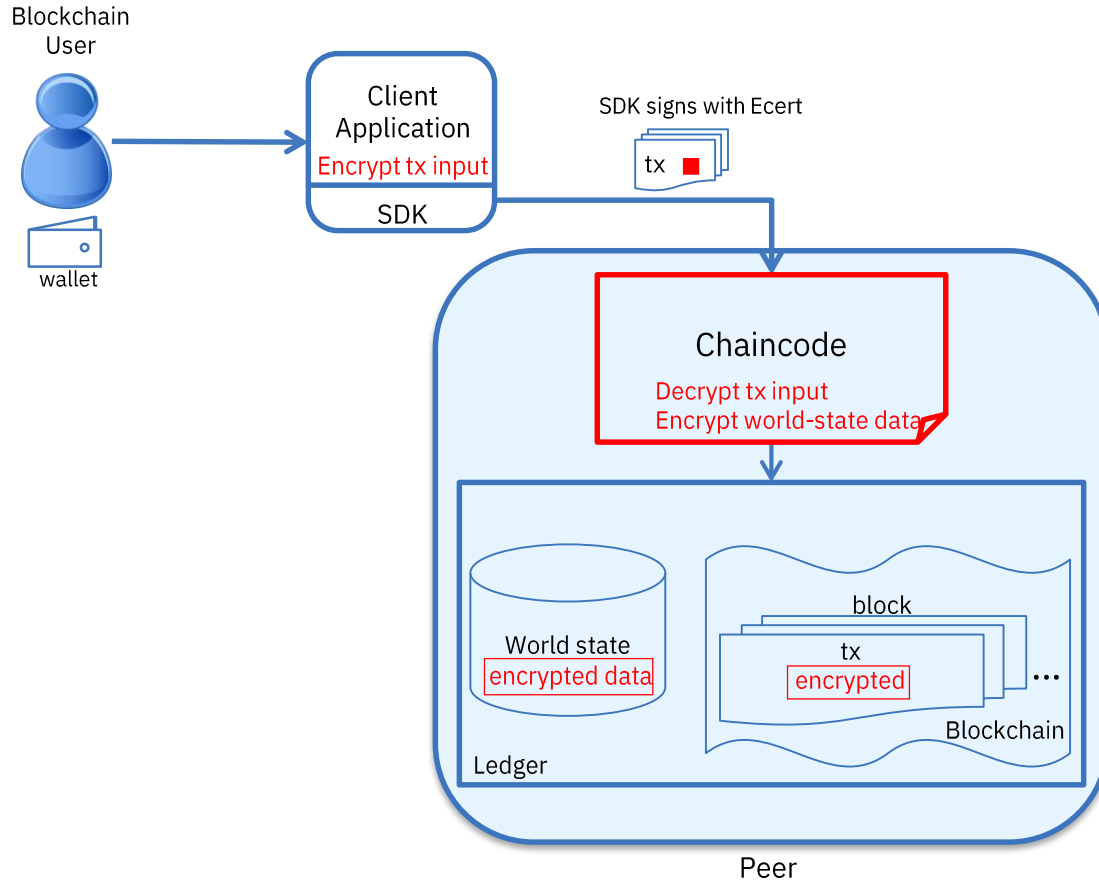 Blockchain
User
wallet
Client
Application
Encrypt tx input
SDK
SDK signs with Ecert
tx
Chaincode
Decrypt tx input
Encrypt world-state data
World state
encrypted data
block
tx
encrypted
...
Blockchain
Ledger
Peer